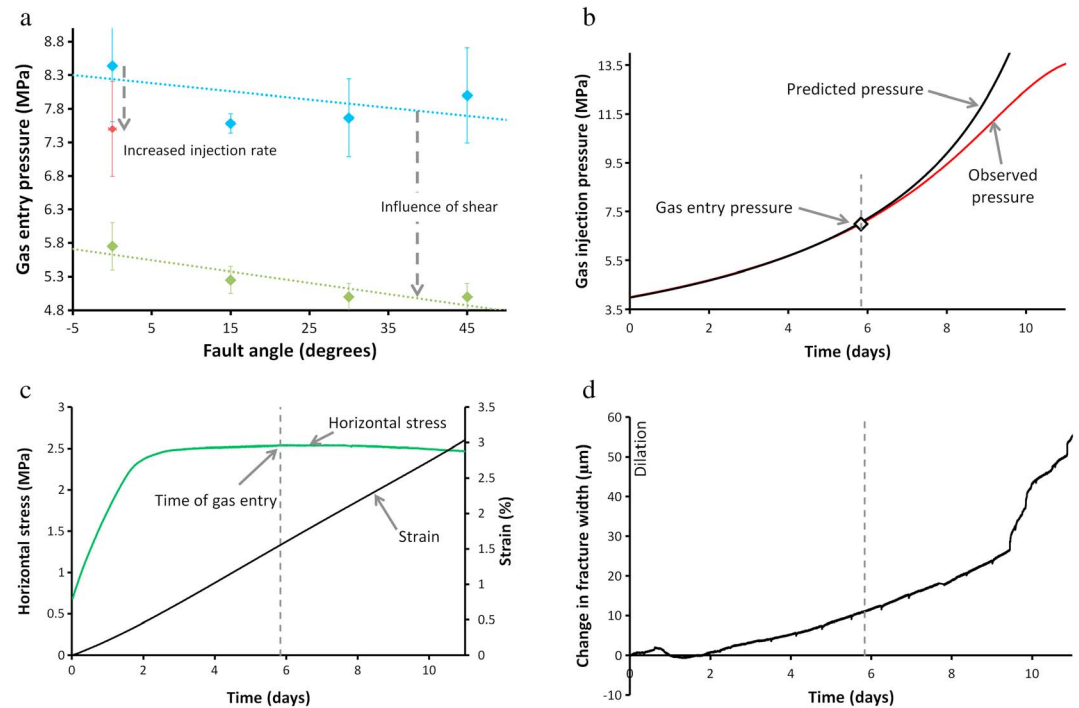 a
Gas entry pressure (MPa)
8.8
8.3
7.8
7.3
6.8
6.3
5.8
5.3
4.8
Increased injection rate
Influence of shear
-5
5
15
25
35
45
Fault angle (degrees)
b
Gas injection pressure (MPa)
13.5
11.5
9.5
7.5
5.5
3.5
Predicted pressure
Observed
pressure
Gas entry pressure
0
2
4
6
8
10
Time (days)
c
Horizontal stress (MPa)
3
2.5
2
1.5
1
0.5
0
Horizontal stress
Time of gas entry
Strain
3.5
3
2.5
2
1.5
1
0.5
0
Strain (%)
0
2
4
6
8
10
Time (days)
d
Change in fracture width (µm)
60
50
40
30
20
10
0
-10
Dilation
0
2
4
6
8
10
Time (days)